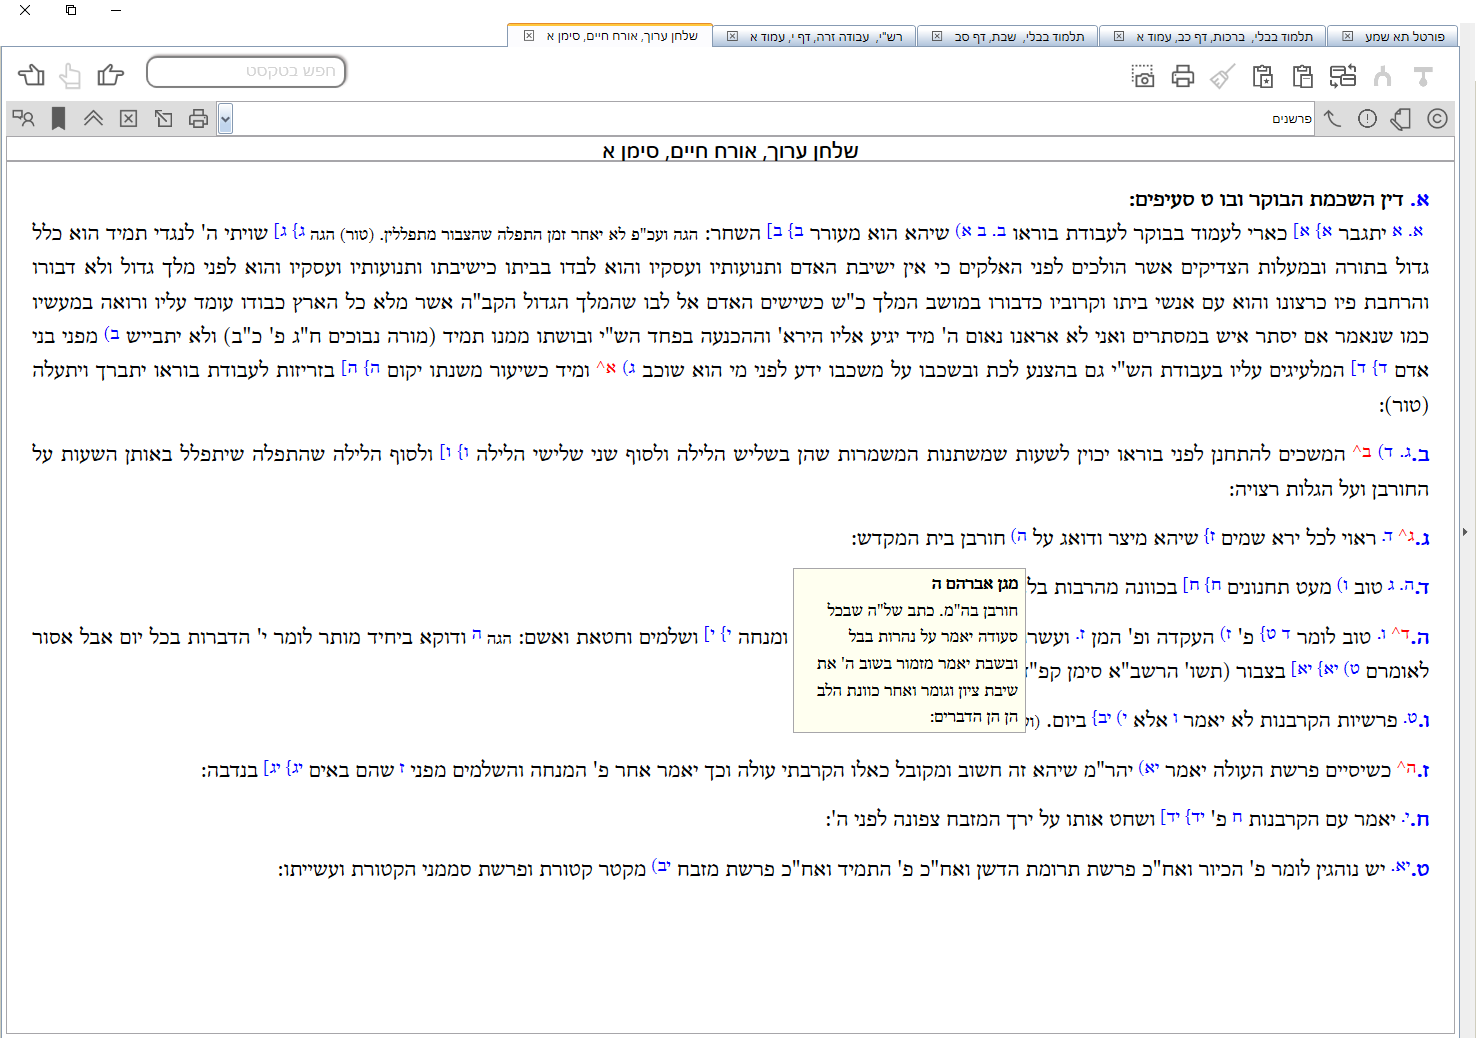 פורטל תא שמע
תלמוד בבלי, ברכות, דף כב, עמוד א
תלמוד בבלי, שבת, דף סב
רש"י, עבודה זרה, דף י, עמוד א
שלחן ערוך, אורח חיים, סימן א
חפש בטקסט
פרשנים
שלחן ערוך, אורח חיים, סימן א
א. דין השכמת הבוקר ובו ט סעיפים:
א. א יתגבר א} א] כארי לעמוד בבוקר לעבודת בוראו ב. ב א) שיהא הוא מעורר ב} ב] השחר: הגה ועכ"פ לא יאחר זמן התפלה שהצבור מתפללין. (טור) הגה ג} ג] שויתי ה' לנגדי תמיד הוא כלל
גדול בתורה ובמעלות הצדיקים אשר הולכים לפני האלקים כי אין ישיבת האדם ותנועותיו ועסקיו והוא לבדו בביתו כישיבתו ותנועותיו ועסקיו והוא לפני מלך גדול ולא דבורו
והרחבת פיו כרצונו והוא עם אנשי ביתו וקרוביו כדבורו במושב המלך כ"ש כשישים האדם אל לבו שהמלך הגדול הקב"ה אשר מלא כל הארץ כבודו עומד עליו ורואה במעשיו
כמו שנאמר אם יסתר איש במסתרים ואני לא אראנו נאום ה' מיד יגיע אליו הירא' וההכנעה בפחד הש"י ובושתו ממנו תמיד (מורה נבוכים ח"ג פ' כ"ב) ולא יתבייש ב) מפני בני
אדם ד} ד] המלעיגים עליו בעבודת הש"י גם בהצנע לכת ובשכבו על משכבו ידע לפני מי הוא שוכב ג) א^ ומיד כשיעור משנתו יקום ה} ה] בזריזות לעבודת בוראו יתברך ויתעלה
(טור):
ב.ג. ד) ב^ המשכים להתחנן לפני בוראו יכוין לשעות שמשתנות המשמרות שהן בשליש הלילה ולסוף שני שלישי הלילה ו} ו] ולסוף הלילה שהתפלה שיתפלל באותן השעות על
החורבן ועל הגלות רצויה:
ג.ג^ ד. ראוי לכל ירא שמים ז} שיהא מיצר ודואג על ה) חורבן בית המקדש:
ד.ה. ג טוב ו) מעט תחנונים ח} ח] בכוונה מהרבות בל
מגן אברהם ה
חורבן בה"מ. כתב של"ה שבכל
סעודה יאמר על נהרות בבל
ובשבת יאמר מזמור בשוב ה' את
שיבת ציון וגומר ואחר כוונת הלב
הן הן הדברים:
ה.ד^ ו. טוב לומר ד ט} פ' ז) העקדה ופ' המן ז. ועשר ומנחה י} י] ושלמים וחטאת ואשם: הגה ה ודוקא ביחיד מותר לומר י' הדברות בכל יום אבל אסור
לאומרם ט) יא} יא] בצבור (תשו' הרשב"א סימן קפ"
ו.ט. פרשיות הקרבנות לא יאמר ו אלא י) יב} ביום.
ז.ה^ כשיסיים פרשת העולה יאמר יא) יהר"מ שיהא זה חשוב ומקובל כאלו הקרבתי עולה וכך יאמר אחר פ' המנחה והשלמים מפני ז שהם באים יג} יג] בנדבה:
ח.י. יאמר עם הקרבנות ח פ' יד} יד] ושחט אותו על ירך המזבח צפונה לפני ה':
ט.יא. יש נוהגין לומר פ' הכיור ואח"כ פרשת תרומת הדשן ואח"כ פ' התמיד ואח"כ פרשת מזבח יב) מקטר קטורת ופרשת סממני הקטורת ועשייתו: